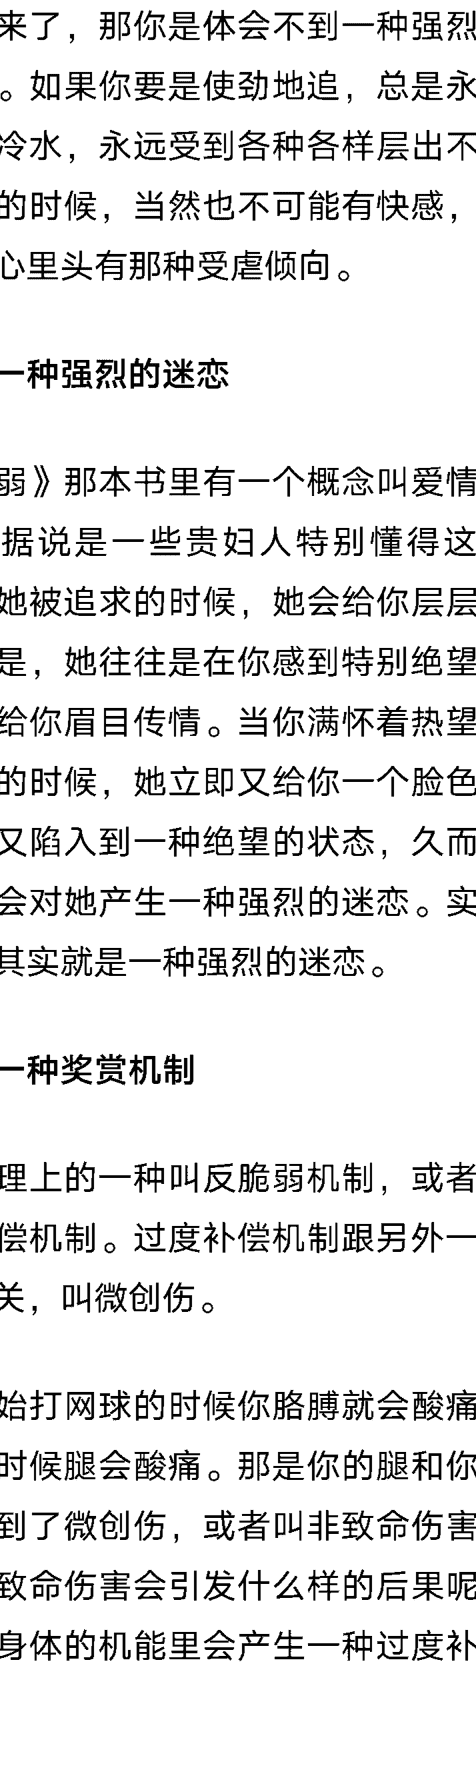 来了，那你是体会不到一种强烈
。如果你要是使劲地追，总是永
冷水，永远受到各种各样层出不
的时候，当然也不可能有快感，
心里头有那种受虐倾向。
一种强烈的迷恋
弱》那本书里有一个概念叫爱情
据说是一些贵妇人特别懂得这
她被追求的时候，她会给你层层
是，她往往是在你感到特别绝望
给你眉目传情。当你满怀着热望
的时候，她立即又给你一个脸色
又陷入到一种绝望的状态，久而
会对她产生一种强烈的迷恋。实
其实就是一种强烈的迷恋。
一种奖赏机制
理上的一种叫反脆弱机制，或者
偿机制。过度补偿机制跟另外一
关，叫微创伤。
始打网球的时候你胳膊就会酸痛
时候腿会酸痛。那是你的腿和你
到了微创伤，或者叫非致命伤害
致命伤害会引发什么样的后果呢
身体的机能里会产生一种过度补